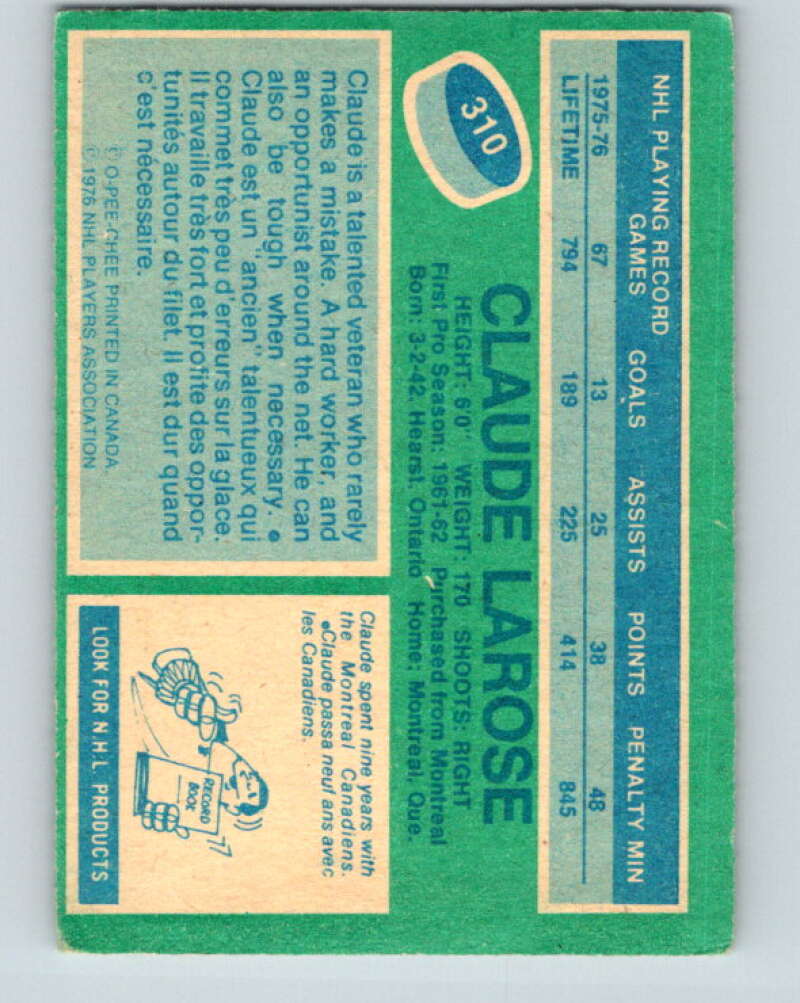 NHL PLAYING RECORD
GAMES GOALS ASSISTS POINTS PENALTY MIN
1975-76 67 13 25 38 48
LIFETIME 794 189 225 414 845
310
CLAUDE LAROSE
HEIGHT: 6'0" WEIGHT: 170 SHOOTS: RIGHT
First Pro Season: 1961-62 Purchased from Montreal
Born: 3-2-42, Hearst, Ontario Home: Montreal, Que.
Claude is a talented veteran who rarely
makes a mistake. A hard worker, and
an opportunist around the net. He can
also be tough when necessary. •
Claude est un "ancien" talentueux qui
commet très peu d'erreurs sur la glace.
Il travaille très fort et profite des oppor-
tunités autour du filet. Il est dur quand
c'est nécessaire.
© O-PEE-CHEE PRINTED IN CANADA
© 1976 NHL PLAYERS ASSOCIATION
Claude spent nine years with
the Montreal Canadiens.
•Claude passa neuf ans avec
les Canadiens.
RECORD
BOOK
LOOK FOR N.H.L. PRODUCTS